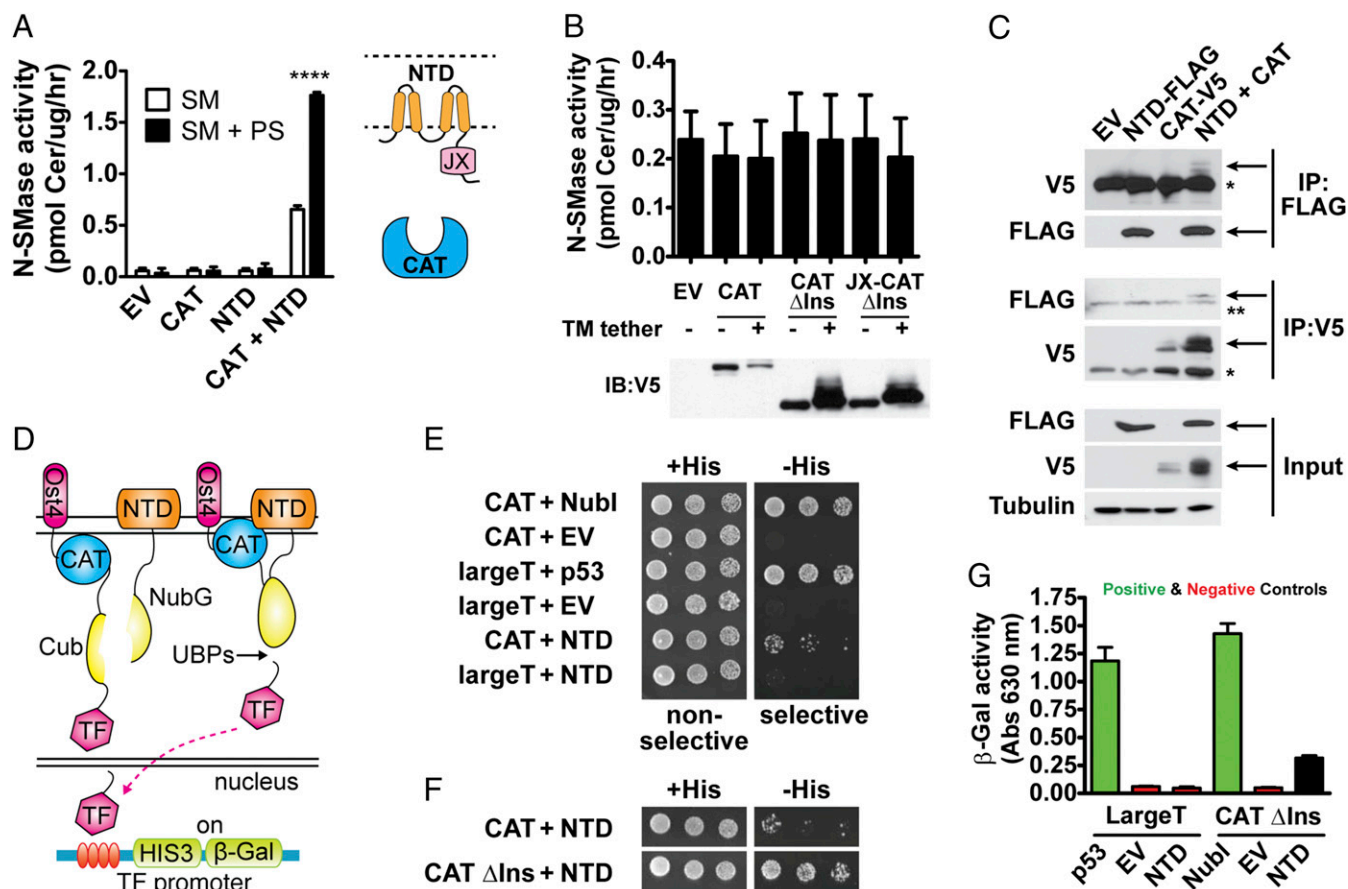 A
N-SMase activity
(pmol Cer/ug/hr)
2.0
1.5
1.0
0.5
0.0
SM
SM + PS
****
EV
CAT
NTD
CAT + NTD
NTD
JX
CAT
B
N-SMase activity
(pmol Cer/ug/hr)
0.4
0.3
0.2
0.1
0.0
EV CAT CAT ΔIns JX-CAT ΔIns
TM tether - - + - + - +
IB:V5
C
EV
NTD-FLAG
CAT-V5
NTD + CAT
V5
*
FLAG
IP:
FLAG
FLAG
**
V5
*
IP:V5
FLAG
V5
Tubulin
Input
D
Ost4
NTD
Ost4
NTD
CAT
CAT
NubG
Cub
UBPs
TF
TF
nucleus
TF
on
HIS3
β-Gal
TF promoter
E
+His -His
CAT + NubI
CAT + EV
largeT + p53
largeT + EV
CAT + NTD
largeT + NTD
non-
selective
selective
F
+His -His
CAT + NTD
CAT ΔIns + NTD
G
Positive & Negative Controls
β-Gal activity
(Abs 630 nm)
1.75
1.50
1.25
1.00
0.75
0.50
0.25
0.00
LargeT CAT ΔIns
p53
EV
NTD
NubI
EV
NTD